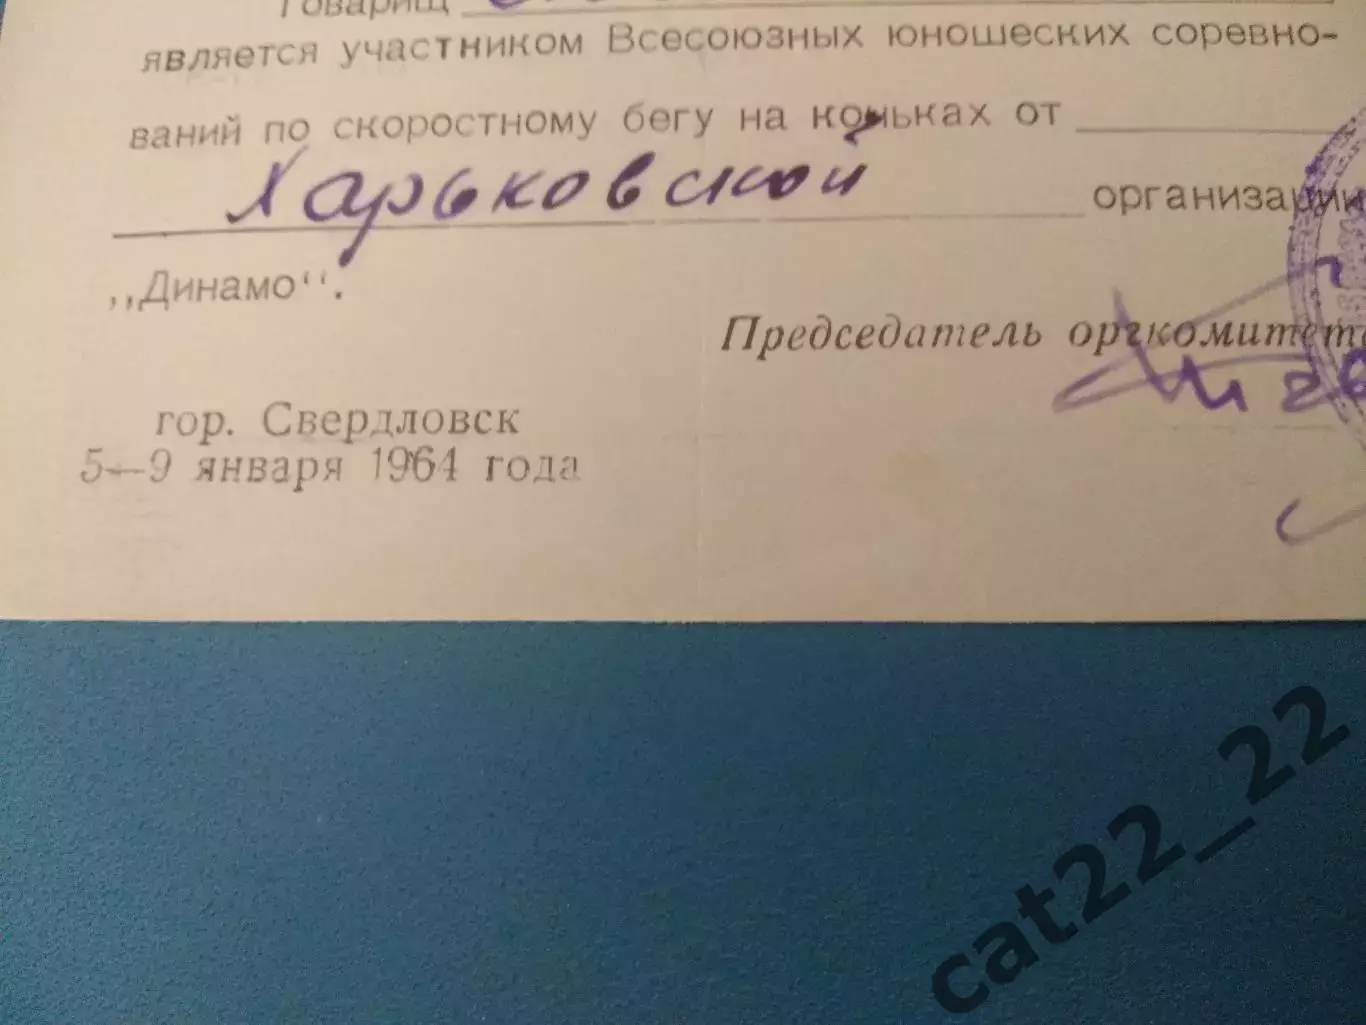 Товарищ
является участником Всесоюзных юношеских соревно-
ваний по скоростному бегу на коньках от
Харьковской организации
,,Динамо“.
Председатель оргкомитета
гор. Свердловск
5—9 января 1964 года
cat22_22